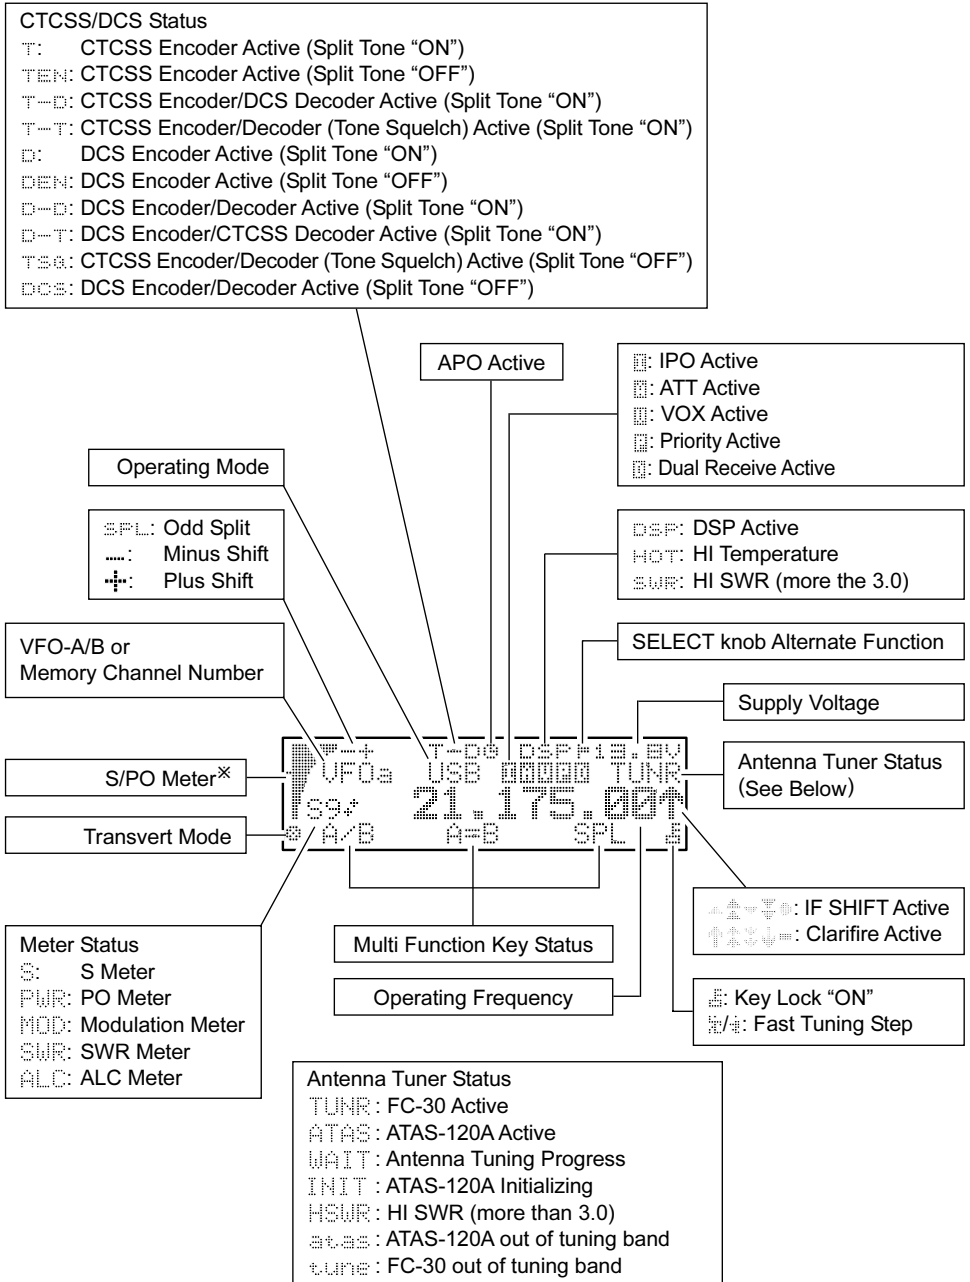 CTCSS/DCS Status
T: CTCSS Encoder Active (Split Tone “ON”)
TEN: CTCSS Encoder Active (Split Tone “OFF”)
T-D: CTCSS Encoder/DCS Decoder Active (Split Tone “ON”)
T-T: CTCSS Encoder/Decoder (Tone Squelch) Active (Split Tone “ON”)
D: DCS Encoder Active (Split Tone “ON”)
DEN: DCS Encoder Active (Split Tone “OFF”)
D-D: DCS Encoder/Decoder Active (Split Tone “ON”)
D-T: DCS Encoder/CTCSS Decoder Active (Split Tone “ON”)
TSQ: CTCSS Encoder/Decoder (Tone Squelch) Active (Split Tone “OFF”)
DCS: DCS Encoder/Decoder Active (Split Tone “OFF”)
APO Active
: IPO Active
: ATT Active
: VOX Active
: Priority Active
: Dual Receive Active
Operating Mode
SPL: Odd Split
-: Minus Shift
+: Plus Shift
DSP: DSP Active
HOT: HI Temperature
SWR: HI SWR (more the 3.0)
VFO-A/B or
Memory Channel Number
SELECT knob Alternate Function
Supply Voltage
S/PO Meter※
Transvert Mode
-+ T-D DSP 13.8V
VFOa USB TUNR
S9 21.175.00↑
A/B A=B SPL
Antenna Tuner Status
(See Below)
: IF SHIFT Active
: Clarifire Active
Meter Status
S: S Meter
PWR: PO Meter
MOD: Modulation Meter
SWR: SWR Meter
ALC: ALC Meter
Multi Function Key Status
Operating Frequency
: Key Lock “ON”
/: Fast Tuning Step
Antenna Tuner Status
TUNR: FC-30 Active
ATAS: ATAS-120A Active
WAIT: Antenna Tuning Progress
INIT: ATAS-120A Initializing
HSWR: HI SWR (more than 3.0)
atas: ATAS-120A out of tuning band
tune: FC-30 out of tuning band